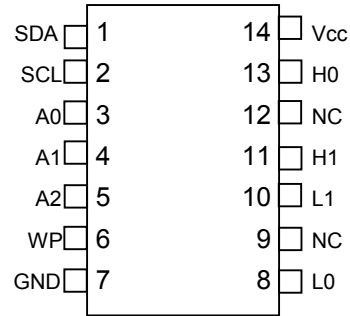 SDA 1 14 Vcc
SCL 2 13 H0
A0 3 12 NC
A1 4 11 H1
A2 5 10 L1
WP 6 9 NC
GND 7 8 L0